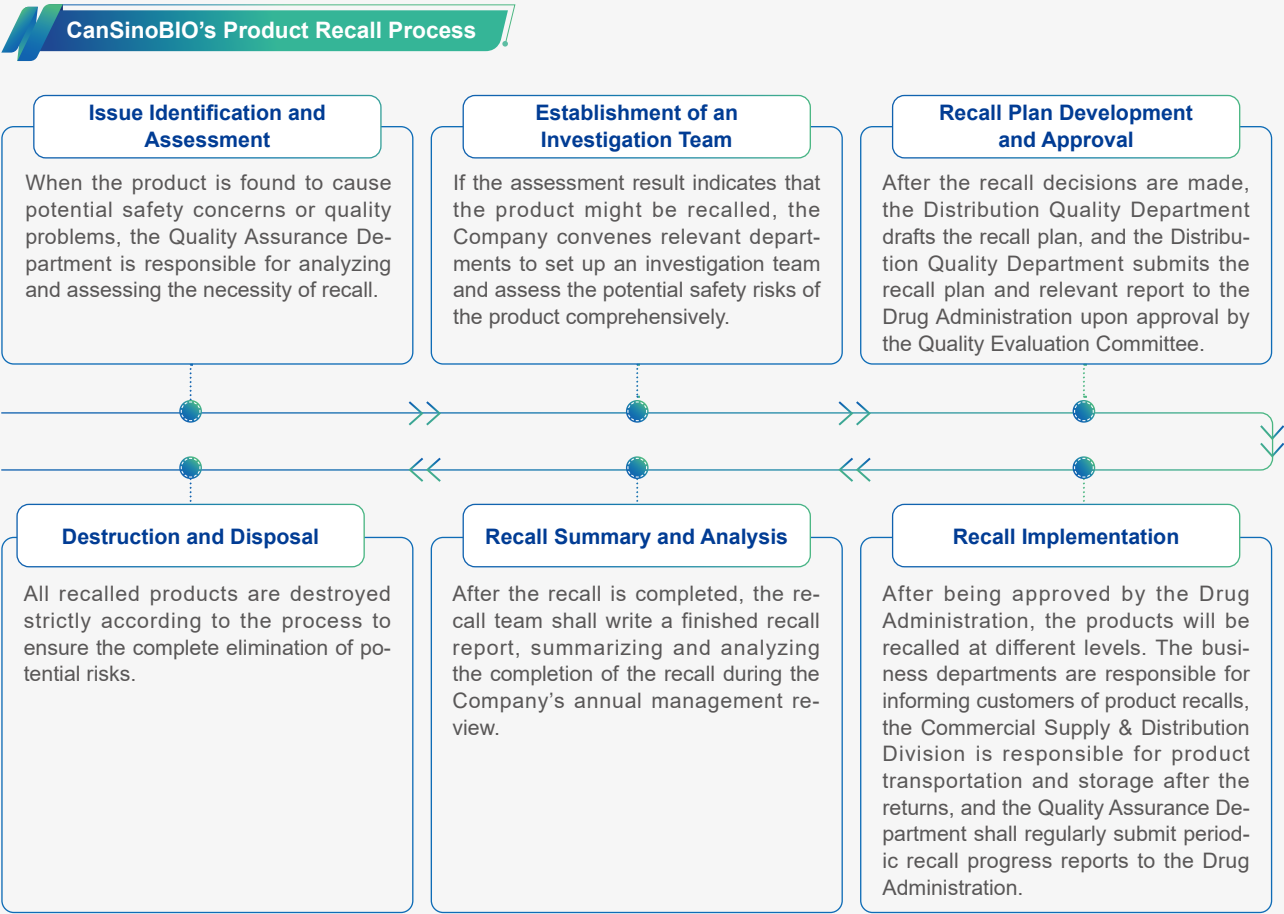 CanSinoBIO’s Product Recall Process
Issue Identification and
Assessment
When the product is found to cause
potential safety concerns or quality
problems, the Quality Assurance De-
partment is responsible for analyzing
and assessing the necessity of recall.
Establishment of an
Investigation Team
If the assessment result indicates that
the product might be recalled, the
Company convenes relevant depart-
ments to set up an investigation team
and assess the potential safety risks of
the product comprehensively.
Recall Plan Development
and Approval
After the recall decisions are made,
the Distribution Quality Department
drafts the recall plan, and the Distribu-
tion Quality Department submits the
recall plan and relevant report to the
Drug Administration upon approval by
the Quality Evaluation Committee.
Recall Implementation
After being approved by the Drug
Administration, the products will be
recalled at different levels. The busi-
ness departments are responsible for
informing customers of product recalls,
the Commercial Supply & Distribution
Division is responsible for product
transportation and storage after the
returns, and the Quality Assurance De-
partment shall regularly submit period-
ic recall progress reports to the Drug
Administration.
Recall Summary and Analysis
After the recall is completed, the re-
call team shall write a finished recall
report, summarizing and analyzing
the completion of the recall during the
Company’s annual management re-
view.
Destruction and Disposal
All recalled products are destroyed
strictly according to the process to
ensure the complete elimination of po-
tential risks.